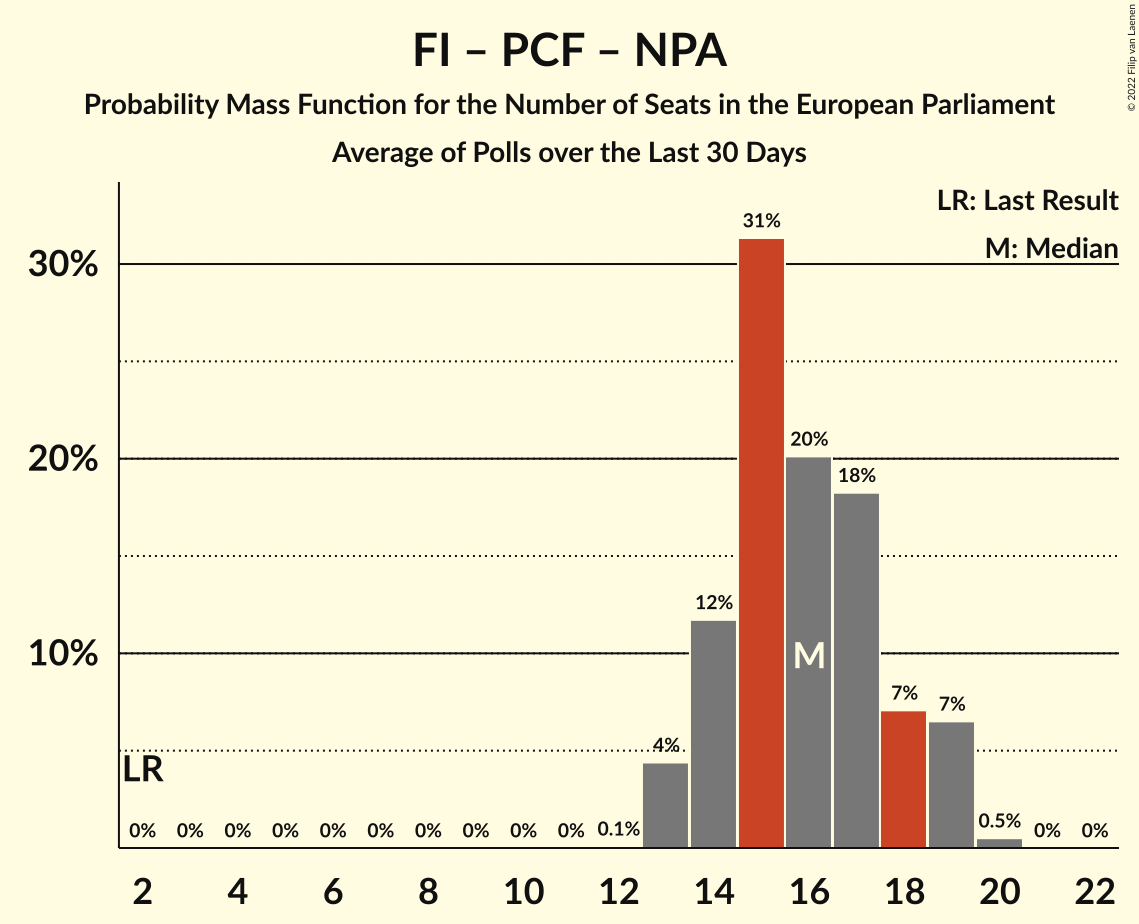 FI – PCF – NPA
Probability Mass Function for the Number of Seats in the European Parliament
Average of Polls over the Last 30 Days
© 2022 Filip van Laenen
LR: Last Result
M: Median
31%
30%
20%
20%
18%
12%
10%
M
7%
7%
4%
LR
0% 0% 0% 0% 0% 0% 0% 0% 0% 0% 0.1% 0.5% 0% 0%
2 4 6 8 10 12 14 16 18 20 22